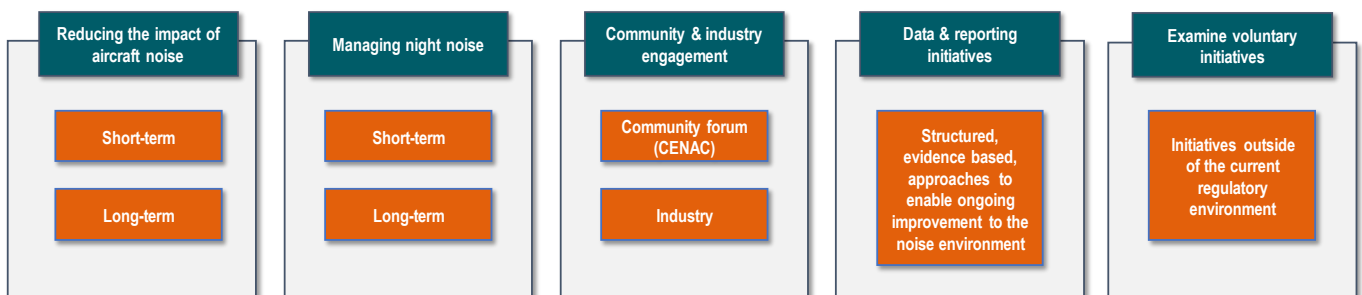 Reducing the impact of
aircraft noise
Short-term
Long-term
Managing night noise
Short-term
Long-term
Community & industry
engagement
Community forum
(CENAC)
Industry
Data & reporting
initiatives
Structured,
evidence based,
approaches to
enable ongoing
improvement to the
noise environment
Examine voluntary
initiatives
Initiatives outside
of the current
regulatory
environment